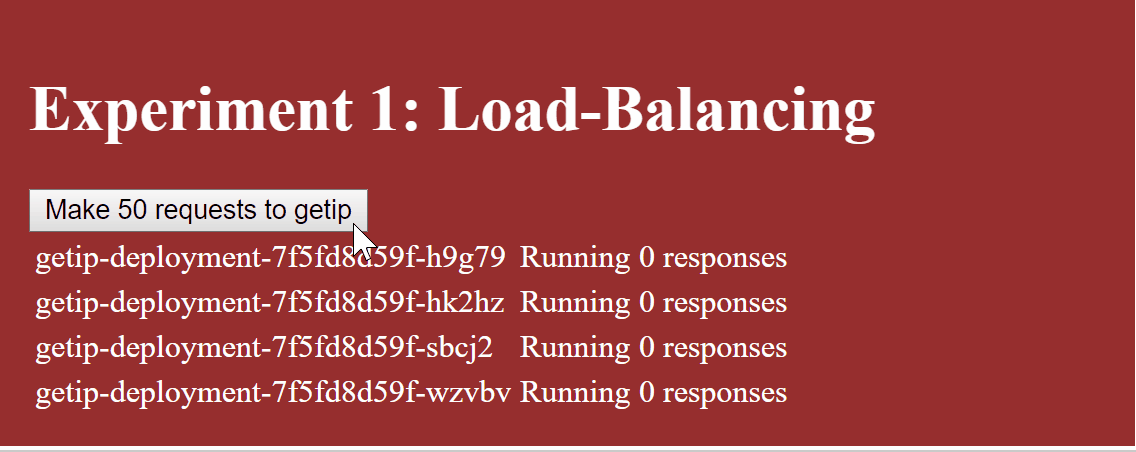 Experiment 1: Load-Balancing
Make 50 requests to getip
getip-deployment-7f5fd8d59f-h9g79 Running 0 responses
getip-deployment-7f5fd8d59f-hk2hz Running 0 responses
getip-deployment-7f5fd8d59f-sbcj2 Running 0 responses
getip-deployment-7f5fd8d59f-wzvbv Running 0 responses